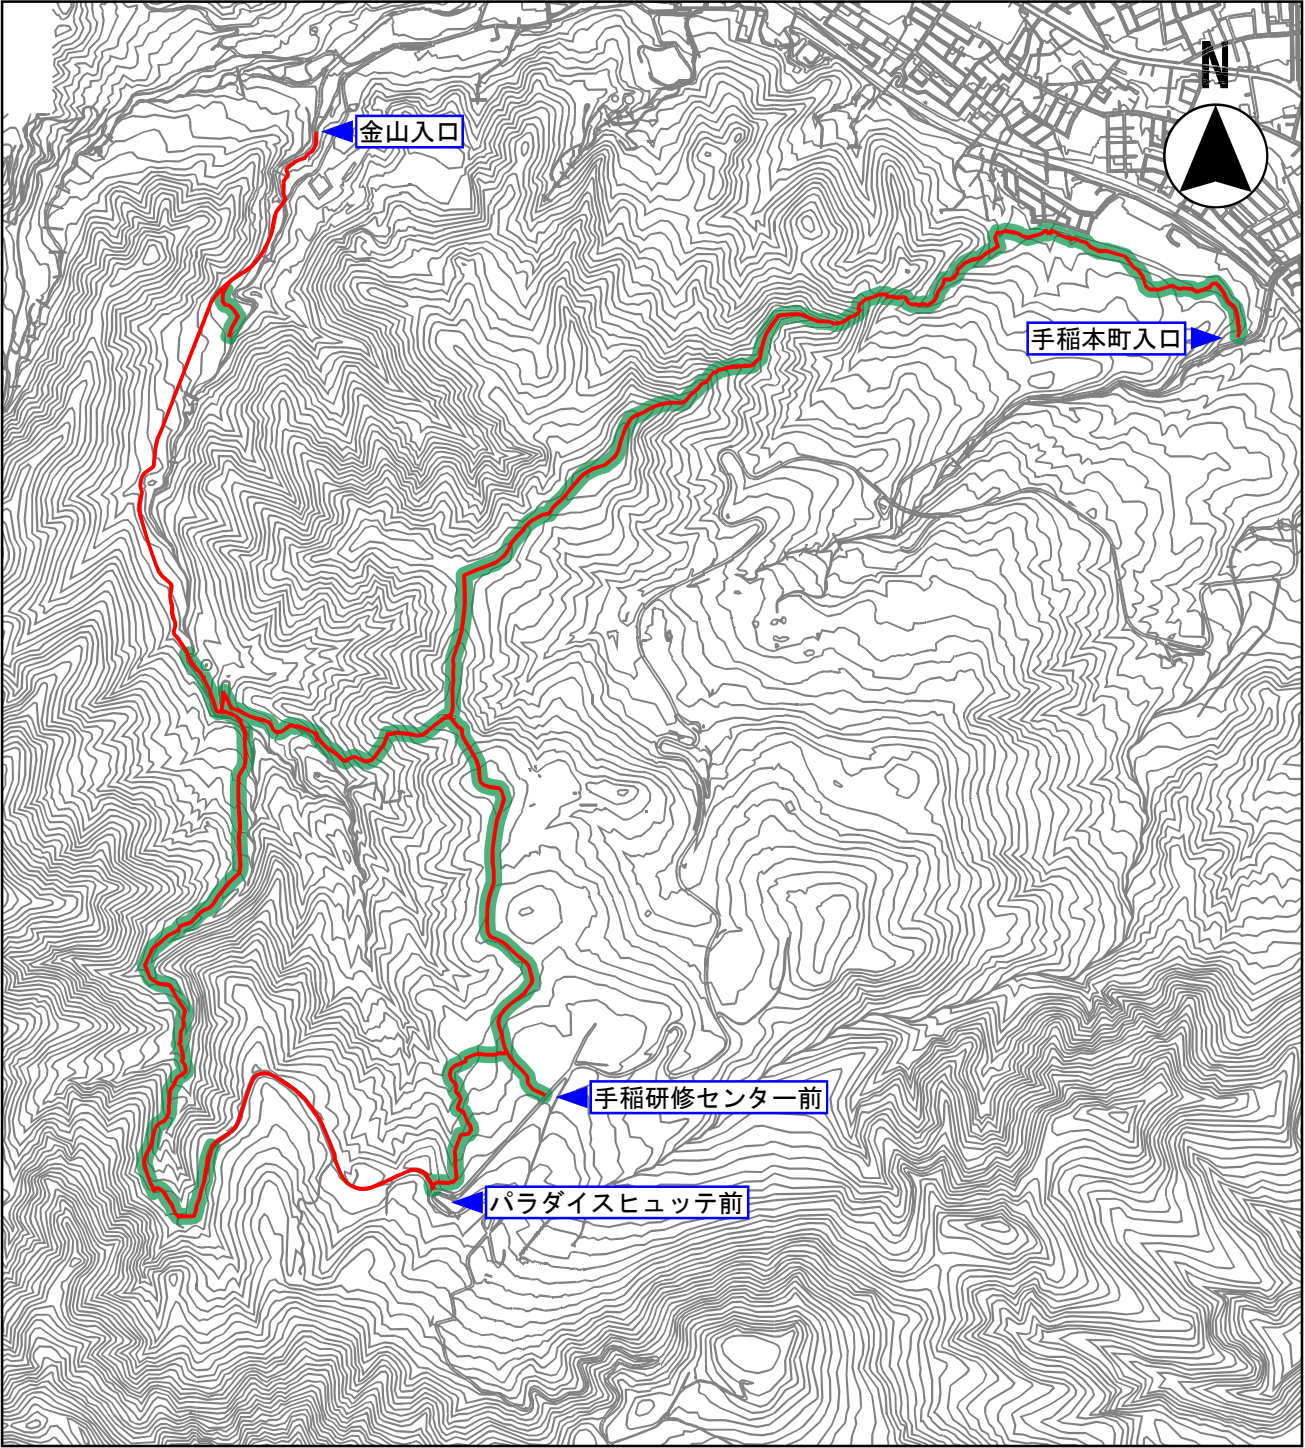 N
金山入口
手稲本町入口
手稲研修センター前
パラダイスヒュッテ前